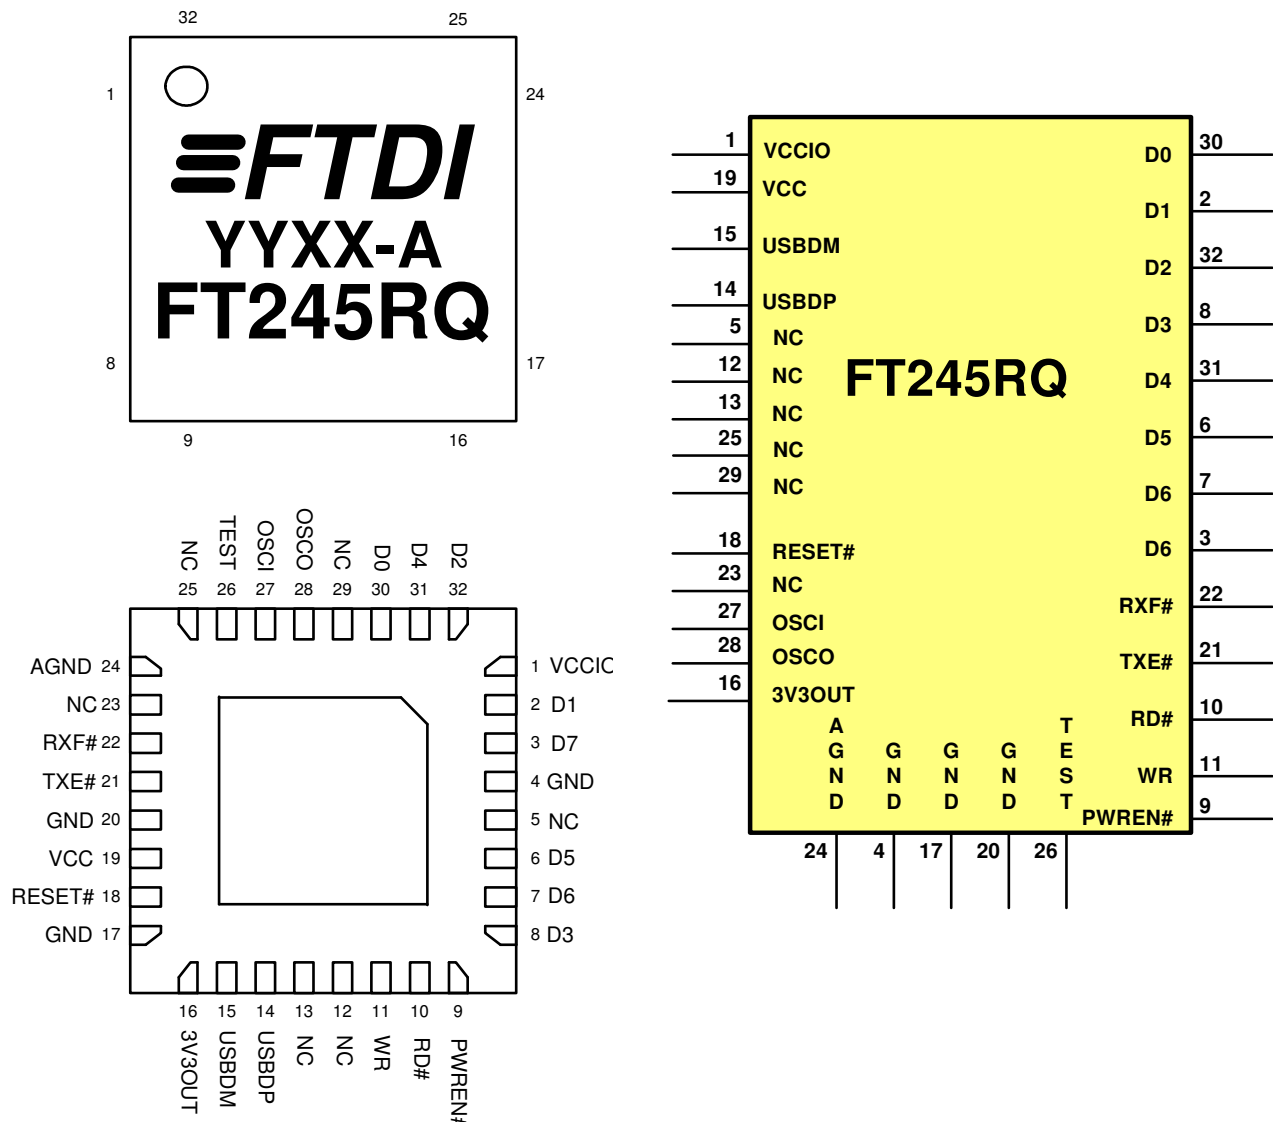 32 25
1 24
FTDI
YYXX-A
FT245RQ
8 17
9 16
NC TEST OSCI OSCO NC D0 D4 D2
25 26 27 28 29 30 31 32
AGND 24 1 VCCIO
NC 23 2 D1
RXF# 22 3 D7
TXE# 21 4 GND
GND 20 5 NC
VCC 19 6 D5
RESET# 18 7 D6
GND 17 8 D3
16 15 14 13 12 11 10 9
3V3OUT USBDM USBDP NC NC WR RD# PWREN#
1 VCCIO D0 30
19 VCC
D1 2
15 USBDM
D2 32
14 USBDP
D3 8
5 NC
12 NC
FT245RQ
D4 31
13 NC
25 NC
D5 6
29 NC
D6 7
18 RESET# D6 3
23 NC
RXF# 22
27 OSCI
28 OSCO
TXE# 21
16 3V3OUT
RD# 10
AGND GND GND GND TEST
WR 11
PWREN# 9
24 4 17 20 26